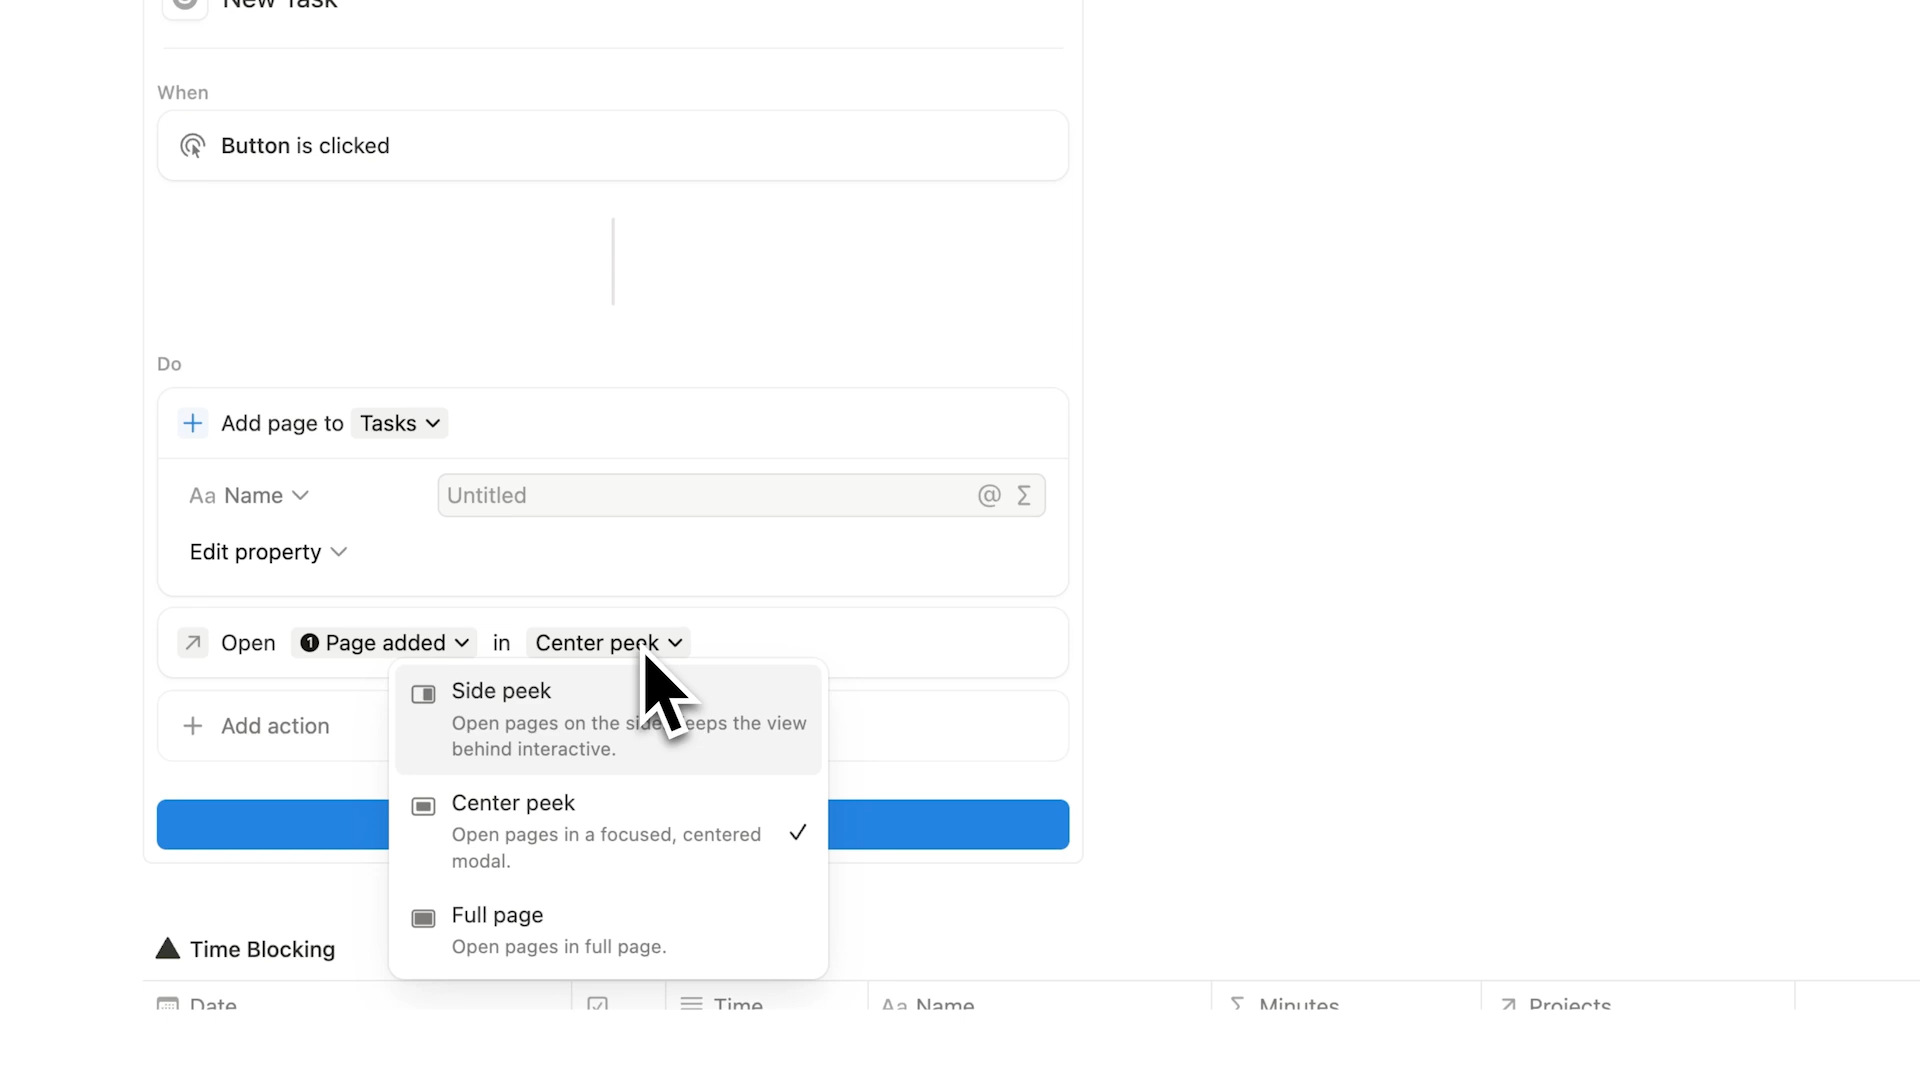 New Task
When
Button is clicked
Do
Add page to Tasks
Aa Name
Untitled @ Σ
Edit property
Open 1 Page added in Center peek
Side peek
Open pages on the side eeps the view
behind interactive.
Add action
Center peek
Open pages in a focused, centered
modal.
Full page
Open pages in full page.
Time Blocking
Date Time Aa Name Σ Minutes Projects